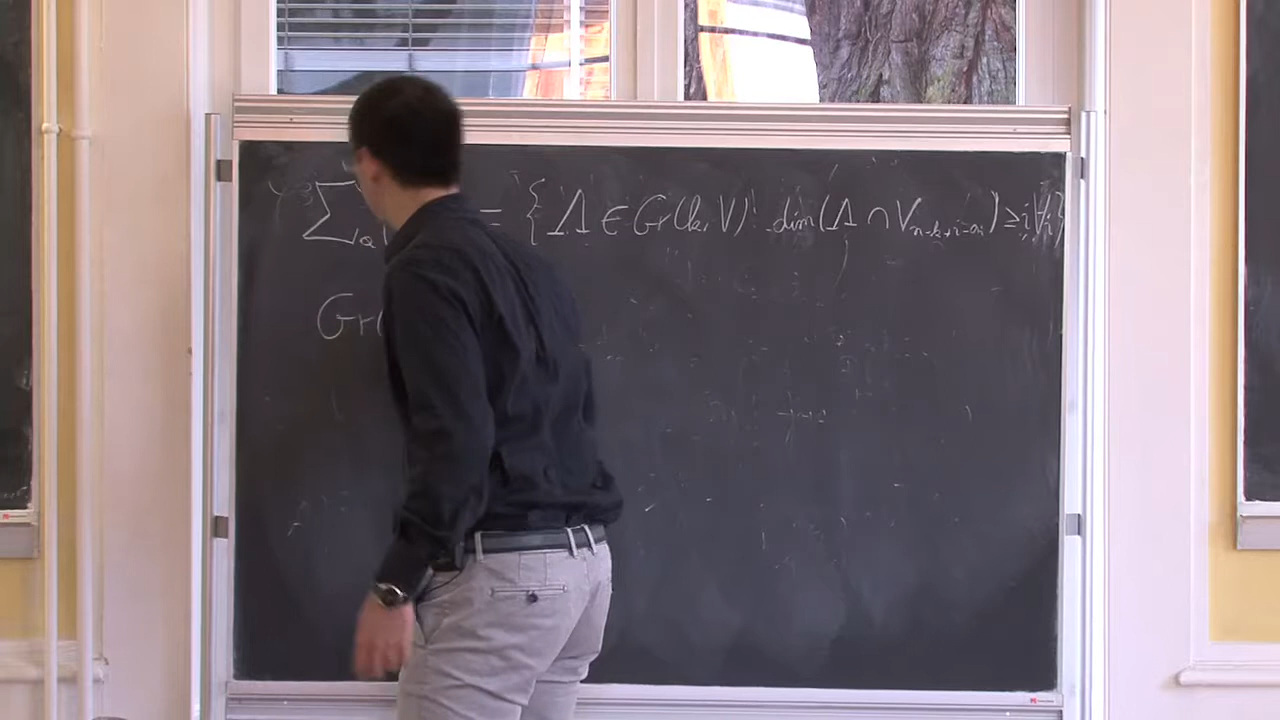 Σ_a = { Λ ∈ Gr(k, V) : dim(Λ ∩ V_{n-k+i-a_i}) ≥ i ∀i }
Gr(